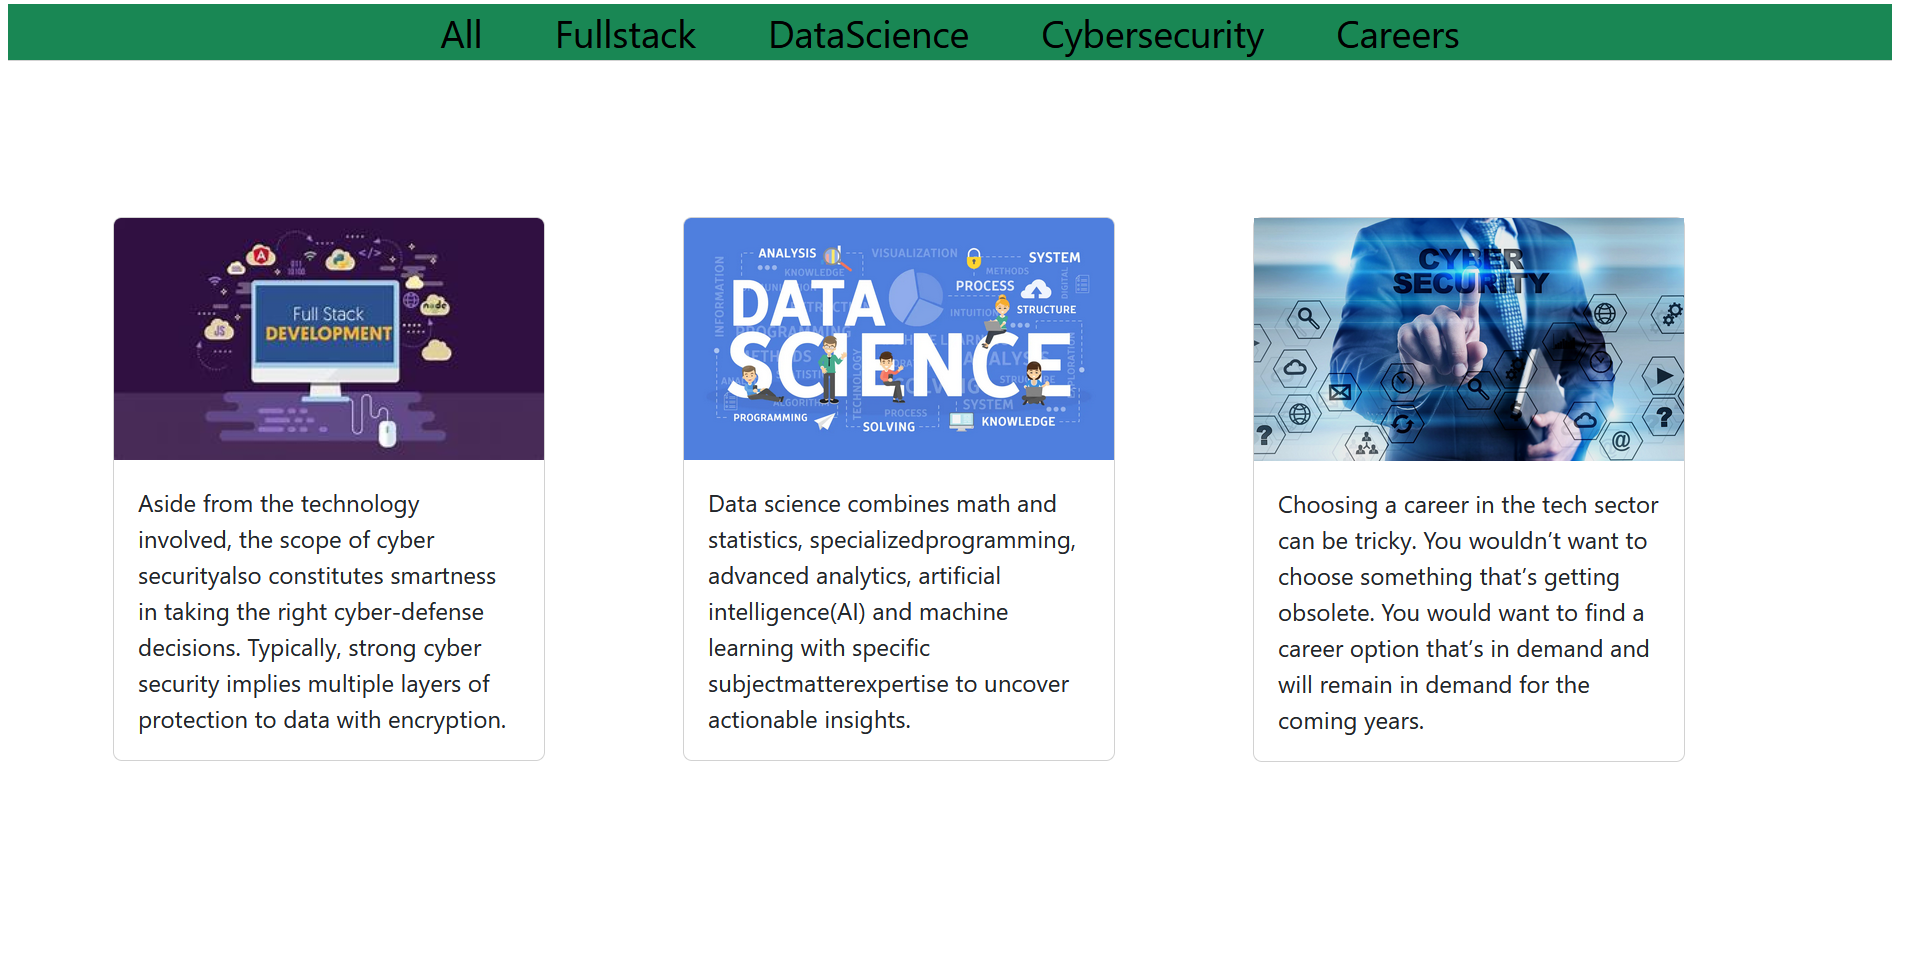 All Fullstack DataScience Cybersecurity Careers
JS
node
</>
Full Stack
DEVELOPMENT
Aside from the technology
involved, the scope of cyber
securityalso constitutes smartness
in taking the right cyber-defense
decisions. Typically, strong cyber
security implies multiple layers of
protection to data with encryption.
ANALYSIS
VISUALIZATION
SYSTEM
KNOWLEDGE
METHODS
INFORMATION
DIGITAL
PROCESS
DATA
STRUCTURE
INTUITION
PROGRAMMING
SCIENCE
METHODS
TECHNOLOGY
SOLVING
SYSTEM
PROGRAMMING
PROCESS
SOLVING
KNOWLEDGE
Data science combines math and
statistics, specializedprogramming,
advanced analytics, artificial
intelligence(AI) and machine
learning with specific
subjectmatterexpertise to uncover
actionable insights.
CYBER
SECURITY
Choosing a career in the tech sector
can be tricky. You wouldn’t want to
choose something that’s getting
obsolete. You would want to find a
career option that’s in demand and
will remain in demand for the
coming years.